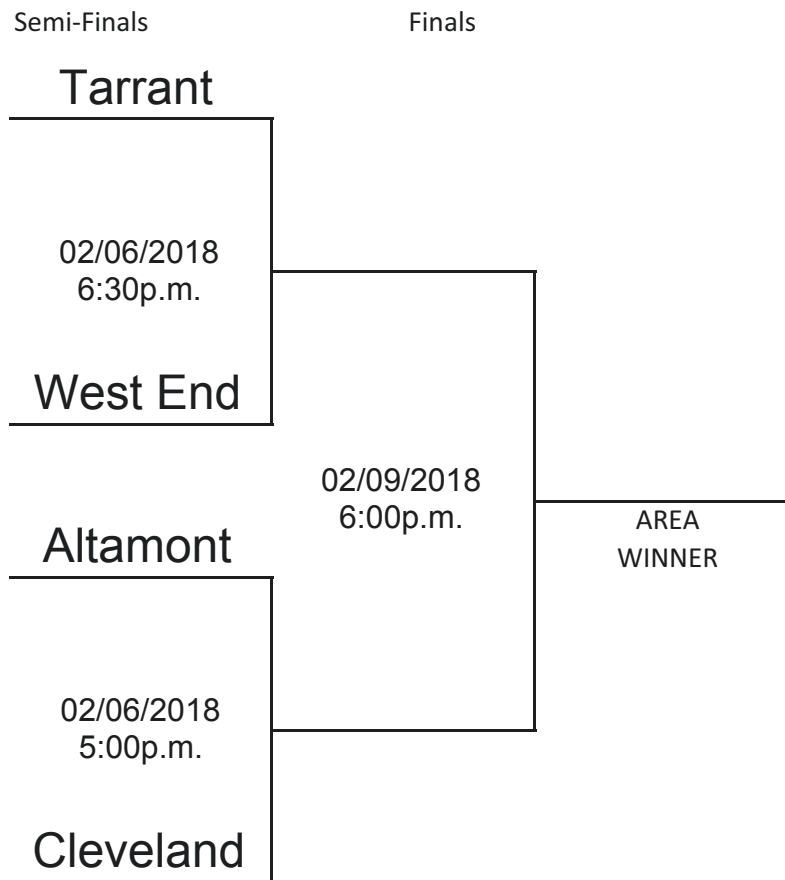 Semi-Finals
Finals
Tarrant
02/06/2018
6:30p.m.
West End
02/09/2018
6:00p.m.
AREA
WINNER
Altamont
02/06/2018
5:00p.m.
Cleveland